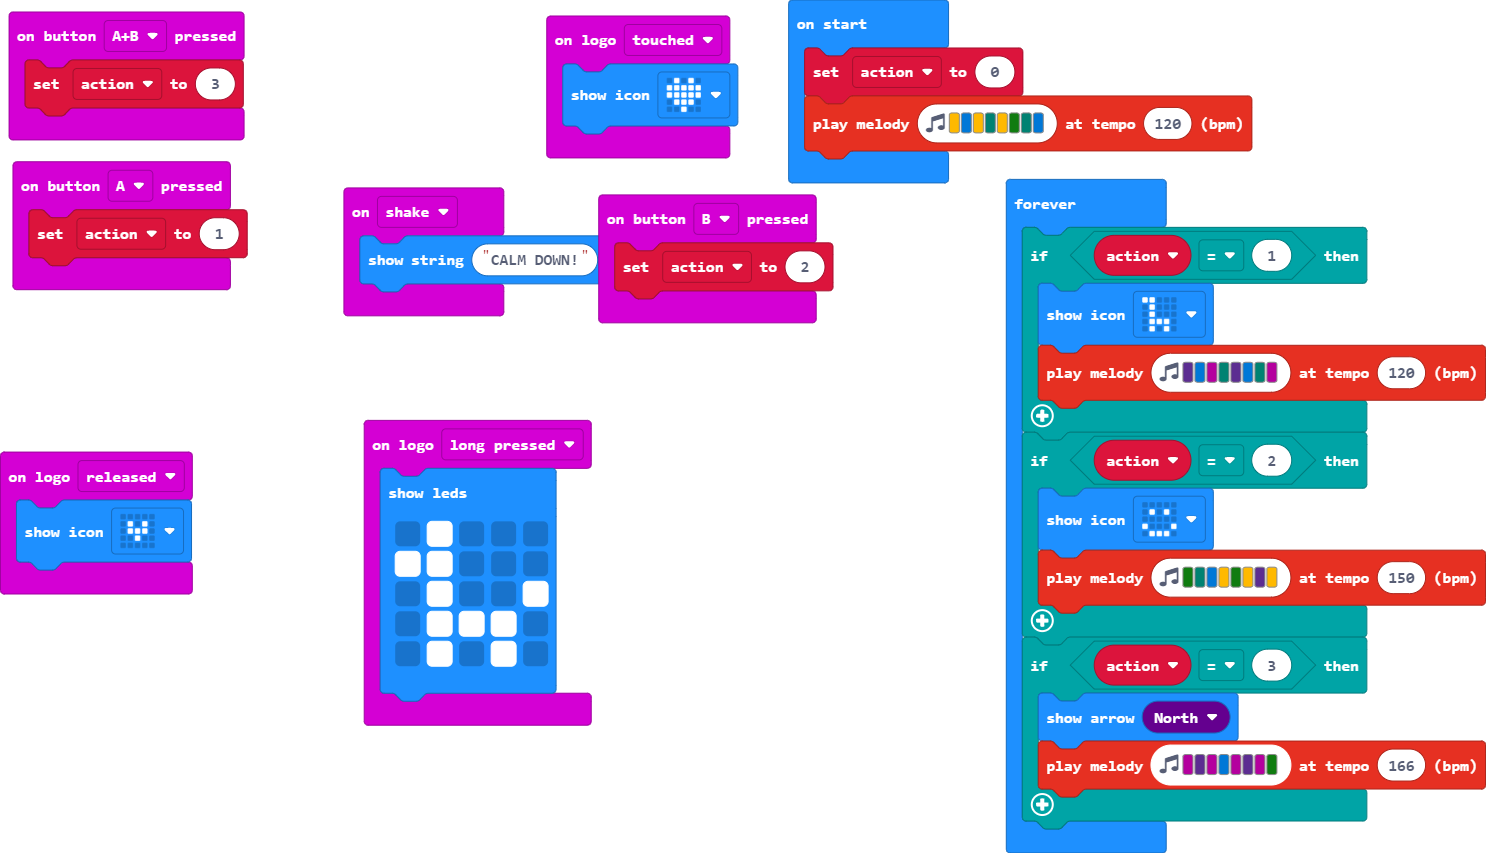 on button A+B pressed
set action to 3
on button A pressed
set action to 1
on logo touched
show icon
on start
set action to 0
play melody at tempo 120 (bpm)
on shake
show string "CALM DOWN!"
on button B pressed
set action to 2
on logo released
show icon
on logo long pressed
show leds
forever
if action = 1 then
show icon
play melody at tempo 120 (bpm)
if action = 2 then
show icon
play melody at tempo 150 (bpm)
if action = 3 then
show arrow North
play melody at tempo 166 (bpm)